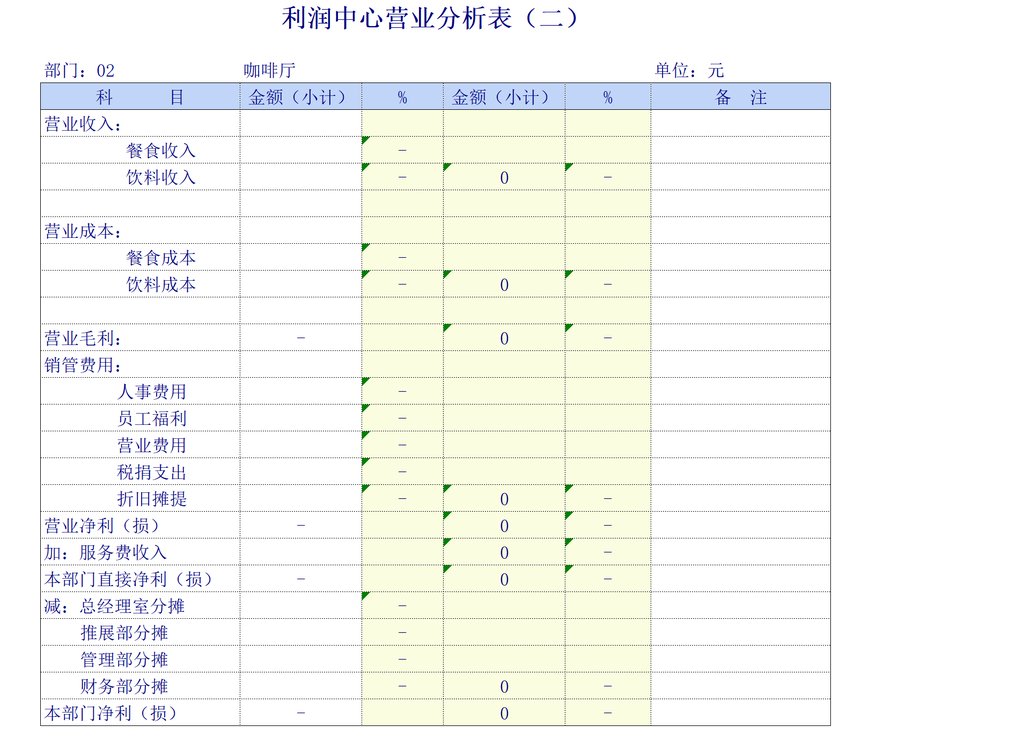 利润中心营业分析表（二）
部门：02 咖啡厅 单位：元
科 目 金额（小计） % 金额（小计） % 备 注
营业收入：
餐食收入 -
饮料收入 - 0 -
营业成本：
餐食成本 -
饮料成本 - 0 -
营业毛利： - 0 -
销管费用：
人事费用 -
员工福利 -
营业费用 -
税捐支出 -
折旧摊提 - 0 -
营业净利（损） - 0 -
加：服务费收入 0 -
本部门直接净利（损） - 0 -
减：总经理室分摊 -
推展部分摊 -
管理部分摊 -
财务部分摊 - 0 -
本部门净利（损） - 0 -